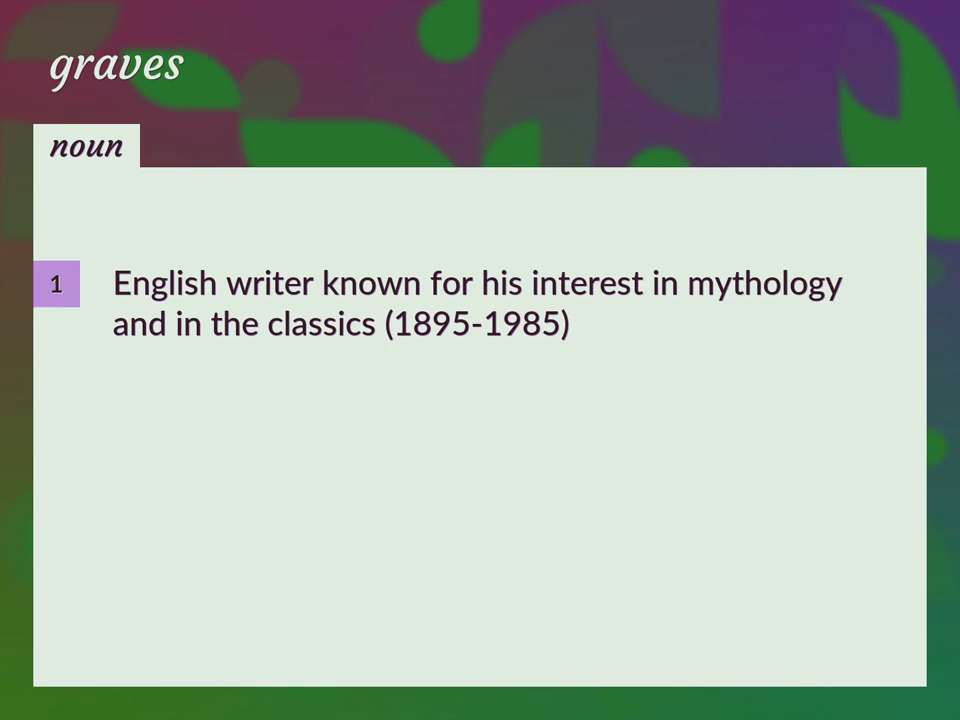 graves
noun
1
English writer known for his interest in mythology
and in the classics (1895-1985)